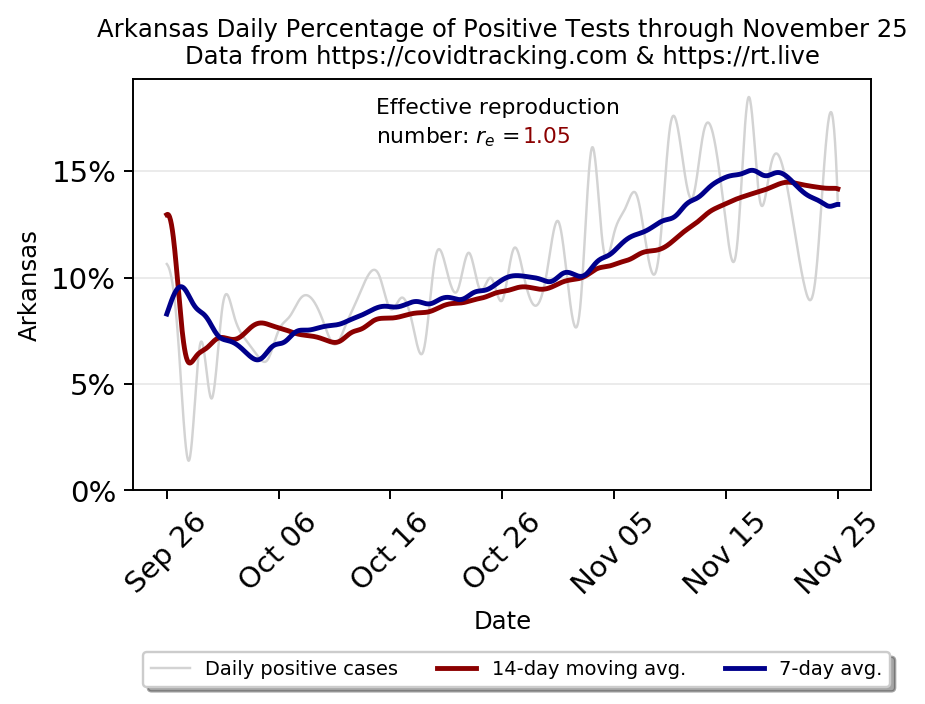 Arkansas Daily Percentage of Positive Tests through November 25
Data from https://covidtracking.com & https://rt.live
Effective reproduction
number: rₑ =1.05
15%
10%
5%
0%
Arkansas
Sep 26
Oct 06
Oct 16
Oct 26
Nov 05
Nov 15
Nov 25
Date
Daily positive cases
14-day moving avg.
7-day avg.